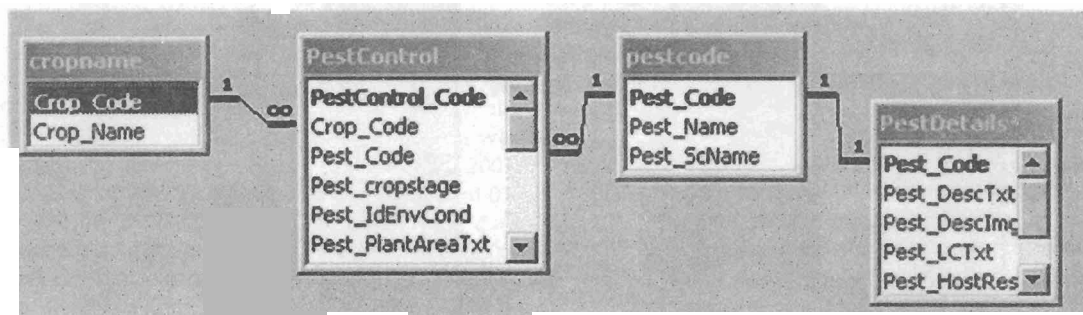 cropname
Crop_Code
Crop_Name
1
∞
PestControl
PestControl_Code
Crop_Code
Pest_Code
Pest_cropstage
Pest_IdEnvCond
Pest_PlantAreaTxt
∞
1
pestcode
Pest_Code
Pest_Name
Pest_ScName
1
1
PestDetails*
Pest_Code
Pest_DescTxt
Pest_DescImg
Pest_LCTxt
Pest_HostRes